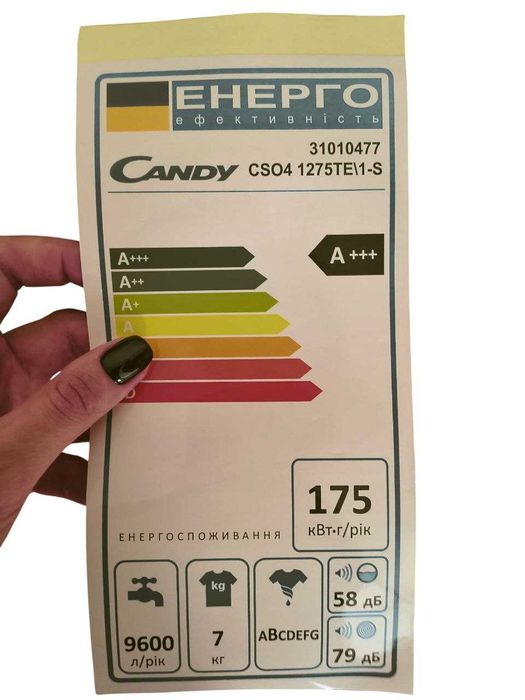 ЕНЕРГО
ефективність
31010477
CANDY CSO4 1275TE\1-S
A+++
A+++
A++
A+
A
D
175
кВт·г/рік
ЕНЕРГОСПОЖИВАННЯ
kg
58 дБ
9600
л/рік
7
кг
ABCDEFG
79 дБ